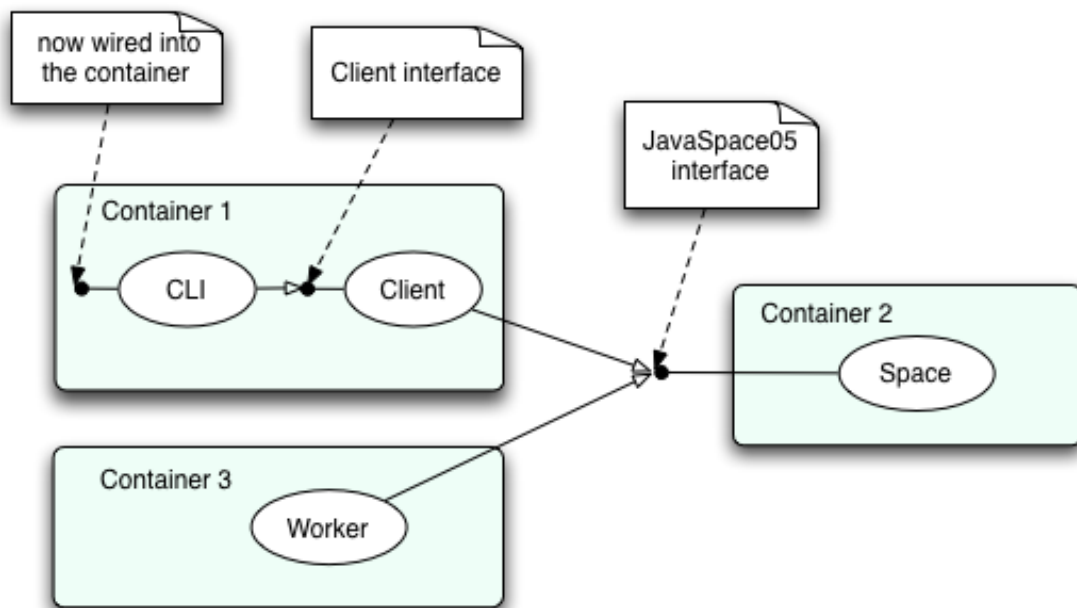 now wired into
the container
Client interface
JavaSpace05
interface
Container 1
CLI
Client
Container 2
Space
Container 3
Worker